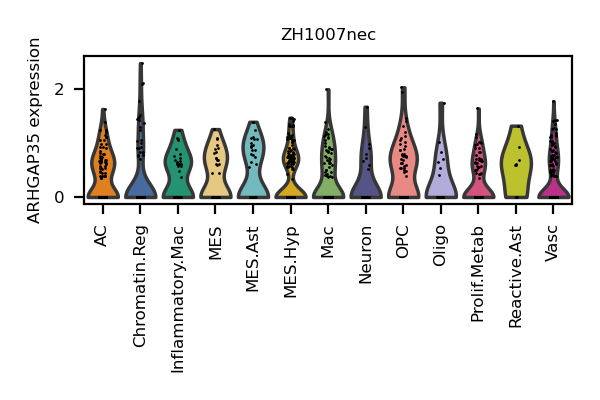 ZH1007nec
ARHGAP35 expression
2
0
AC
Chromatin.Reg
Inflammatory.Mac
MES
MES.Ast
MES.Hyp
Mac
Neuron
OPC
Oligo
Prolif.Metab
Reactive.Ast
Vasc